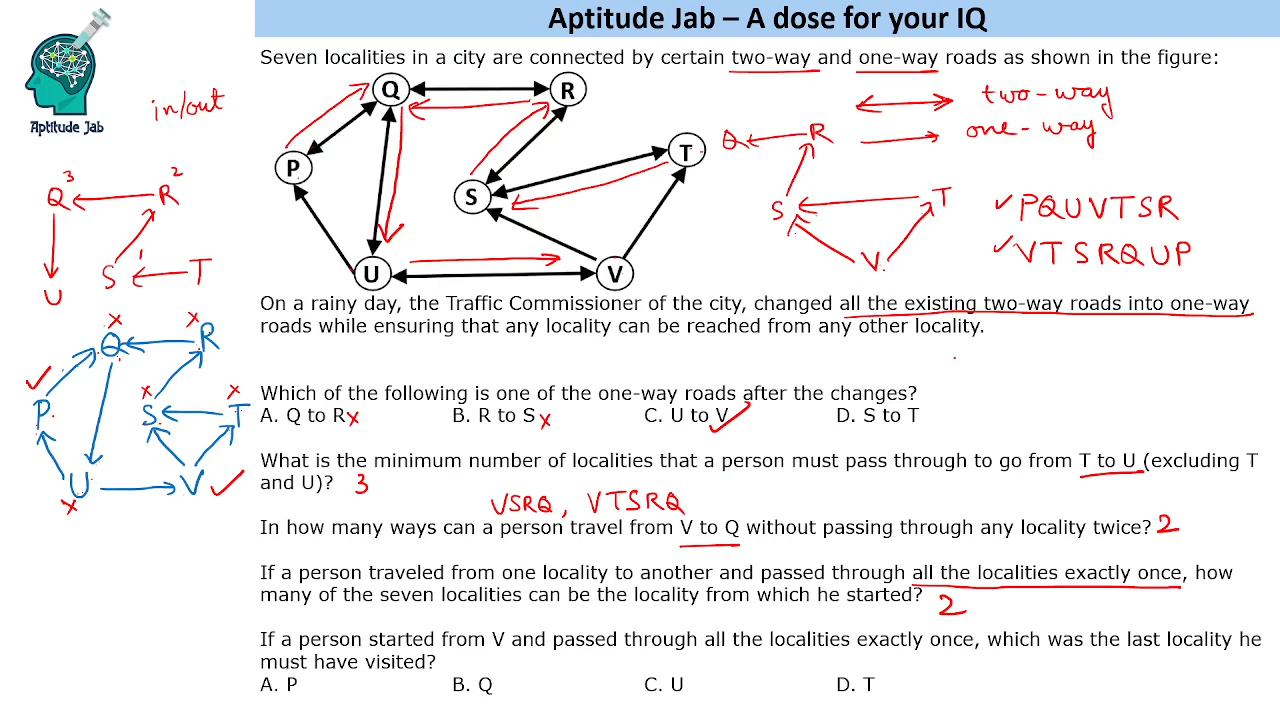 Aptitude Jab – A dose for your IQ
Seven localities in a city are connected by certain two-way and one-way roads as shown in the figure:
Aptitude Jab
in/out
Q R
P
T
S
U V
two-way
one-way
Q R
S T
V
✓PQUVTSR
✓VTSRQUP
Q 3 R 2
S 1 T
U
x x
Q R
✓ x x
P S T
U V ✓
x
On a rainy day, the Traffic Commissioner of the city, changed all the existing two-way roads into one-way
roads while ensuring that any locality can be reached from any other locality.
Which of the following is one of the one-way roads after the changes?
A. Q to R x B. R to S x C. U to V ✓ D. S to T
What is the minimum number of localities that a person must pass through to go from T to U (excluding T
and U)? 3
VSRQ, VTSRQ
In how many ways can a person travel from V to Q without passing through any locality twice? 2
If a person traveled from one locality to another and passed through all the localities exactly once, how
many of the seven localities can be the locality from which he started? 2
If a person started from V and passed through all the localities exactly once, which was the last locality he
must have visited?
A. P B. Q C. U D. T